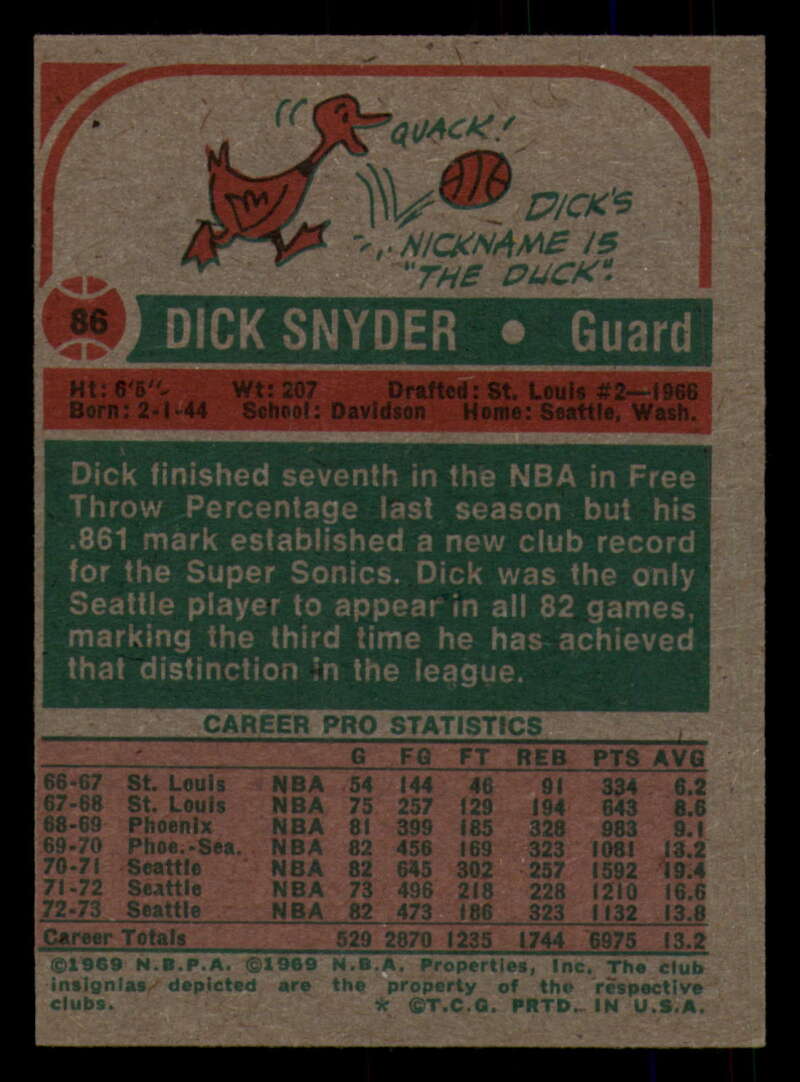 QUACK!
DICK'S
NICKNAME IS
"THE DUCK".
86 DICK SNYDER • Guard
Ht: 6'5" Wt: 207 Drafted: St. Louis #2—1966
Born: 2-1-44 School: Davidson Home: Seattle, Wash.
Dick finished seventh in the NBA in Free
Throw Percentage last season but his
.861 mark established a new club record
for the Super Sonics. Dick was the only
Seattle player to appear in all 82 games,
marking the third time he has achieved
that distinction in the league.
CAREER PRO STATISTICS
G FG FT REB PTS AVG
66-67 St. Louis NBA 54 144 46 91 334 6.2
67-68 St. Louis NBA 75 257 129 194 643 8.6
68-69 Phoenix NBA 81 399 185 328 983 9.1
69-70 Phoe.-Sea. NBA 82 456 169 323 1081 13.2
70-71 Seattle NBA 82 645 302 257 1592 19.4
71-72 Seattle NBA 73 496 218 228 1210 16.6
72-73 Seattle NBA 82 473 186 323 1132 13.8
Career Totals 529 2870 1235 1744 6975 13.2
©1969 N.B.P.A. ©1969 N.B.A. Properties, Inc. The club
insignias depicted are the property of the respective
clubs. * ©T.C.G. PRTD. IN U.S.A.